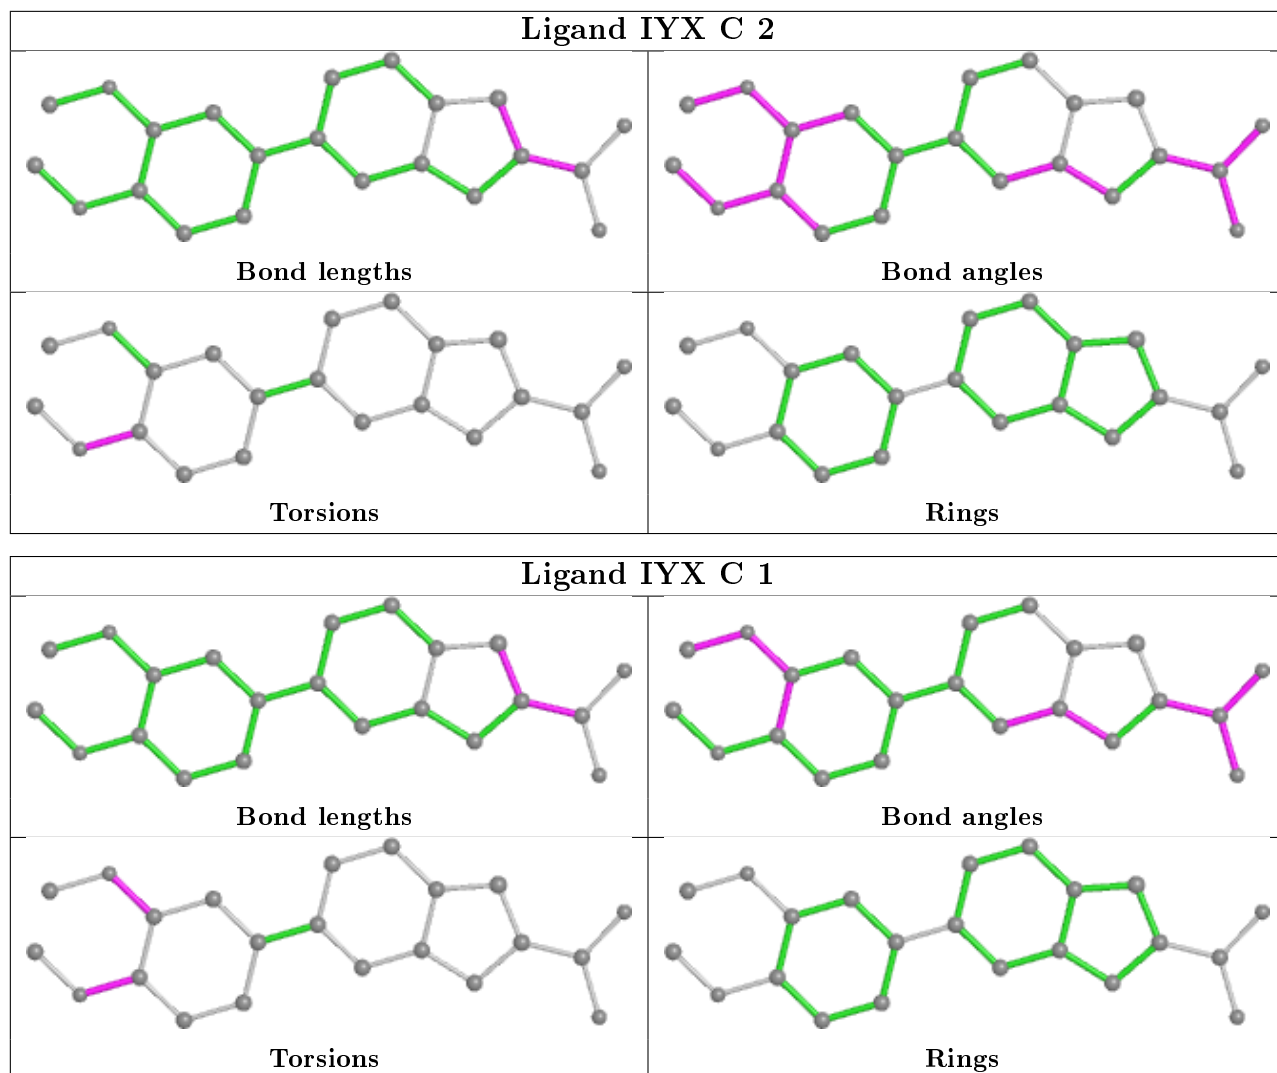 Ligand IYX C 2
Bond lengths
Bond angles
Torsions
Rings
Ligand IYX C 1
Bond lengths
Bond angles
Torsions
Rings